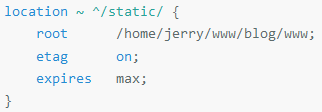 location ~ ^/static/ {
    root      /home/jerry/www/blog/www;
    etag      on;
    expires   max;
}